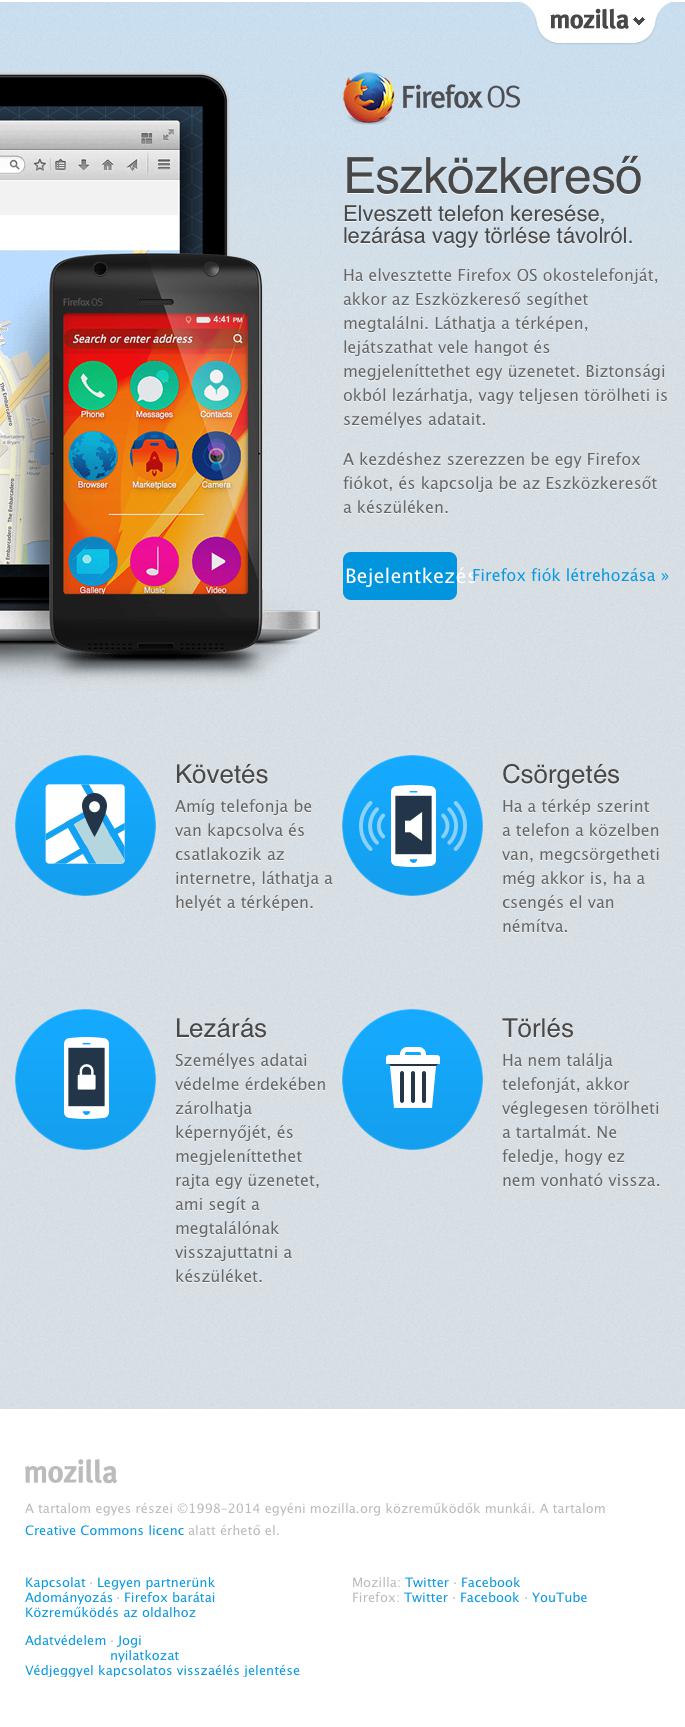 mozilla
Firefox OS
Eszközkereső
Elveszett telefon keresése,
lezárása vagy törlése távolról.
Ha elvesztette Firefox OS okostelefonját,
akkor az Eszközkereső segíthet
megtalálni. Láthatja a térképen,
lejátszathat vele hangot és
megjeleníttethet egy üzenetet. Biztonsági
okból lezárhatja, vagy teljesen törölheti is
személyes adatait.
A kezdéshez szerezzen be egy Firefox
fiókot, és kapcsolja be az Eszközkeresőt
a készüléken.
Bejelentkezés Firefox fiók létrehozása »
Firefox OS
4:41 PM
Search or enter address
Phone Messages Contacts
Browser Marketplace Camera
Gallery Music Video
The Embarcadero
Követés
Amíg telefonja be
van kapcsolva és
csatlakozik az
internetre, láthatja a
helyét a térképen.
Csörgetés
Ha a térkép szerint
a telefon a közelben
van, megcsörgetheti
még akkor is, ha a
csengés el van
némítva.
Lezárás
Személyes adatai
védelme érdekében
zárolhatja
képernyőjét, és
megjeleníttethet
rajta egy üzenetet,
ami segít a
megtalálónak
visszajuttatni a
készüléket.
Törlés
Ha nem találja
telefonját, akkor
véglegesen törölheti
a tartalmát. Ne
feledje, hogy ez
nem vonható vissza.
mozilla
A tartalom egyes részei ©1998–2014 egyéni mozilla.org közreműködők munkái. A tartalom
Creative Commons licenc alatt érhető el.
Kapcsolat · Legyen partnerünk
Adományozás · Firefox barátai
Közreműködés az oldalhoz
Adatvédelem · Jogi
nyilatkozat
Védjeggyel kapcsolatos visszaélés jelentése
Mozilla: Twitter · Facebook
Firefox: Twitter · Facebook · YouTube